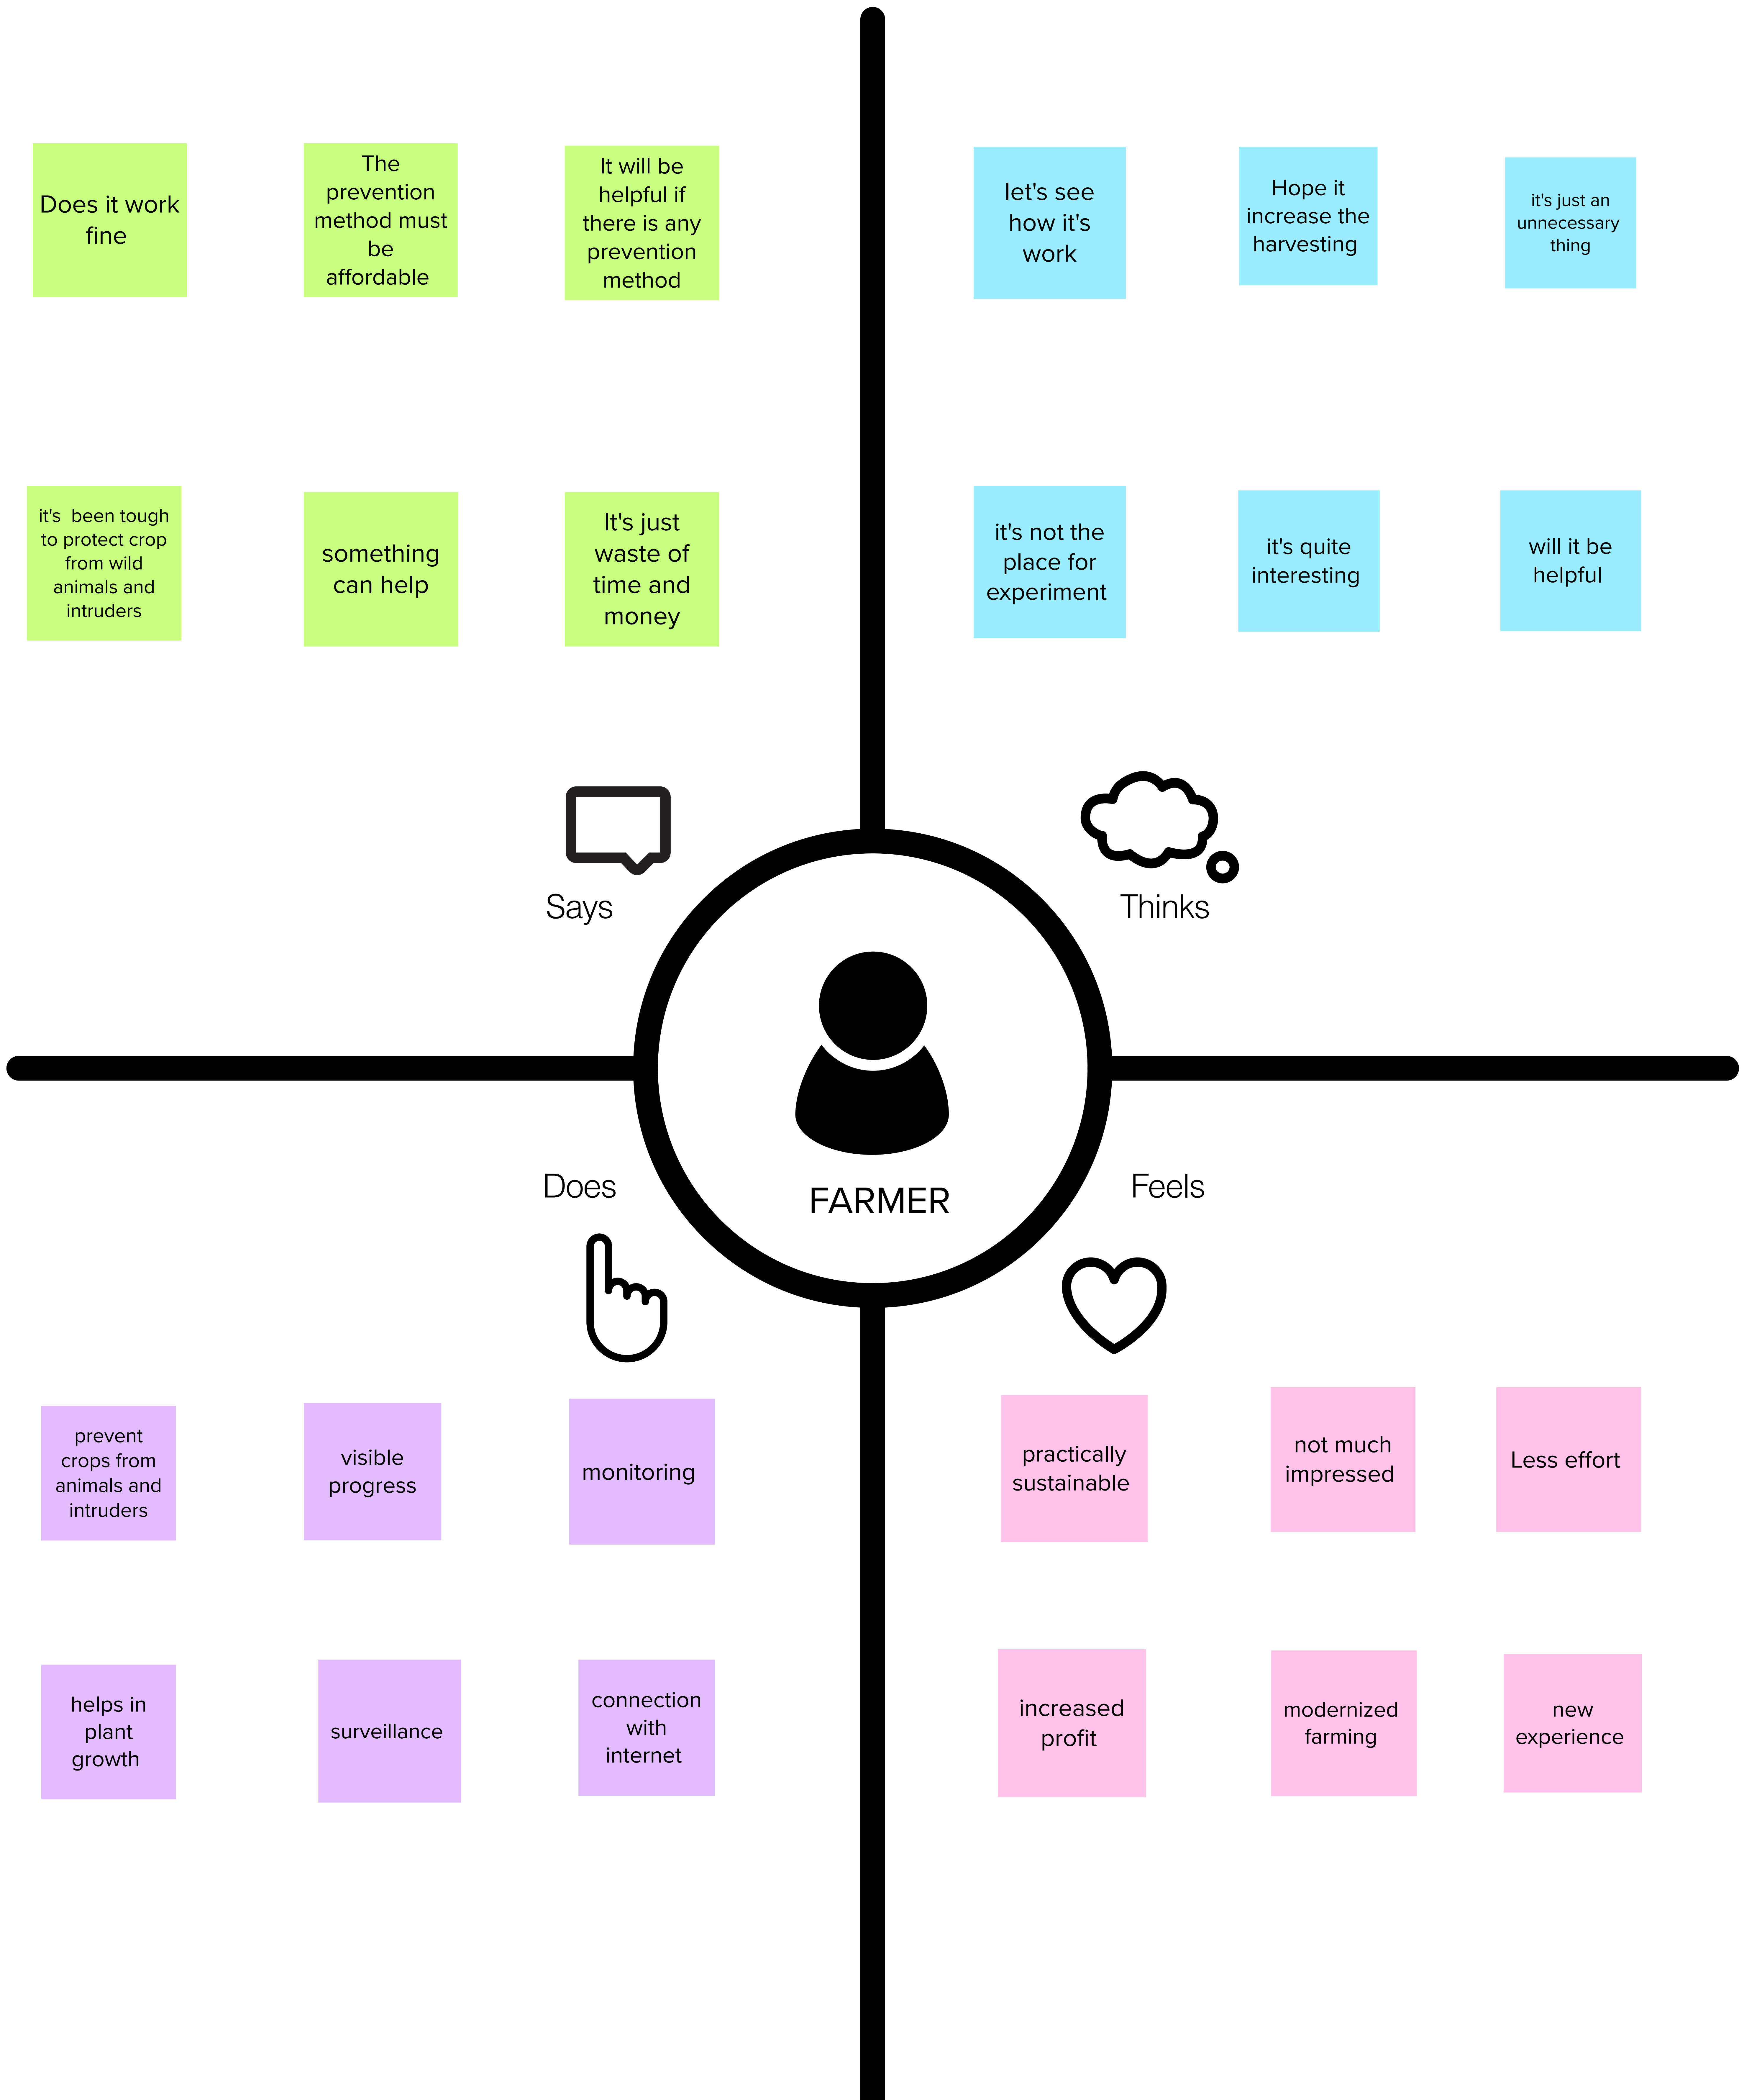 Does it work
fine
The
prevention
method must
be
affordable
It will be
helpful if
there is any
prevention
method
it's  been tough
to protect crop
from wild
animals and
intruders
something
can help
It's just
waste of
time and
money
Says
let's see
how it's
work
Hope it
increase the
harvesting
it's just an
unnecessary
thing
it's not the
place for
experiment
it's quite
interesting
will it be
helpful
Thinks
FARMER
Does
prevent
crops from
animals and
intruders
visible
progress
monitoring
helps in
plant
growth
surveillance
connection
with
internet
Feels
practically
sustainable
not much
impressed
Less effort
increased
profit
modernized
farming
new
experience